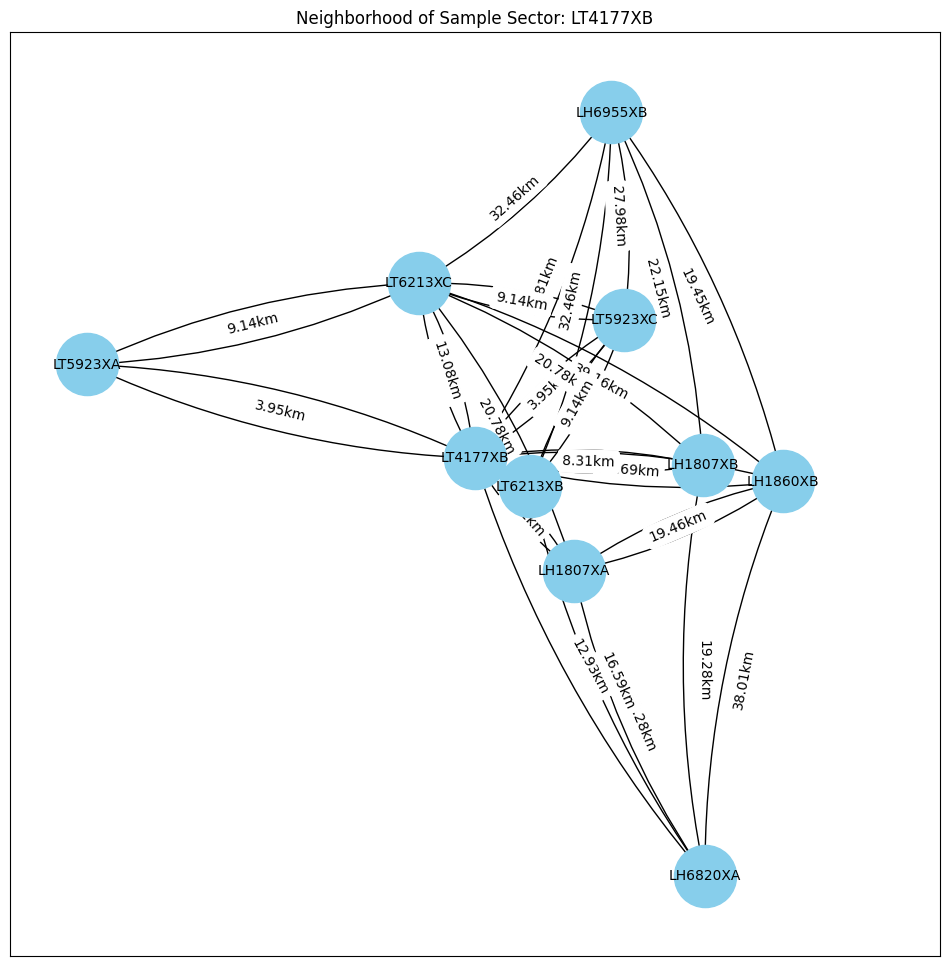 Neighborhood of Sample Sector: LT4177XB
LH6955XB
32.46km
27.98km
81km
22.15km
19.45km
32.46km
LT6213XC
9.14km
LT5923XC
9.14km
LT5923XA
13.08km
20.78k
16km
3.95k
9.14km
3.95km
20.78km
LT4177XB
8.31km
69km
LH1807XB
LT6213XB
LH1860XB
19.46km
km
LH1807XA
12.93km
16.59km
.28km
19.28km
38.01km
LH6820XA